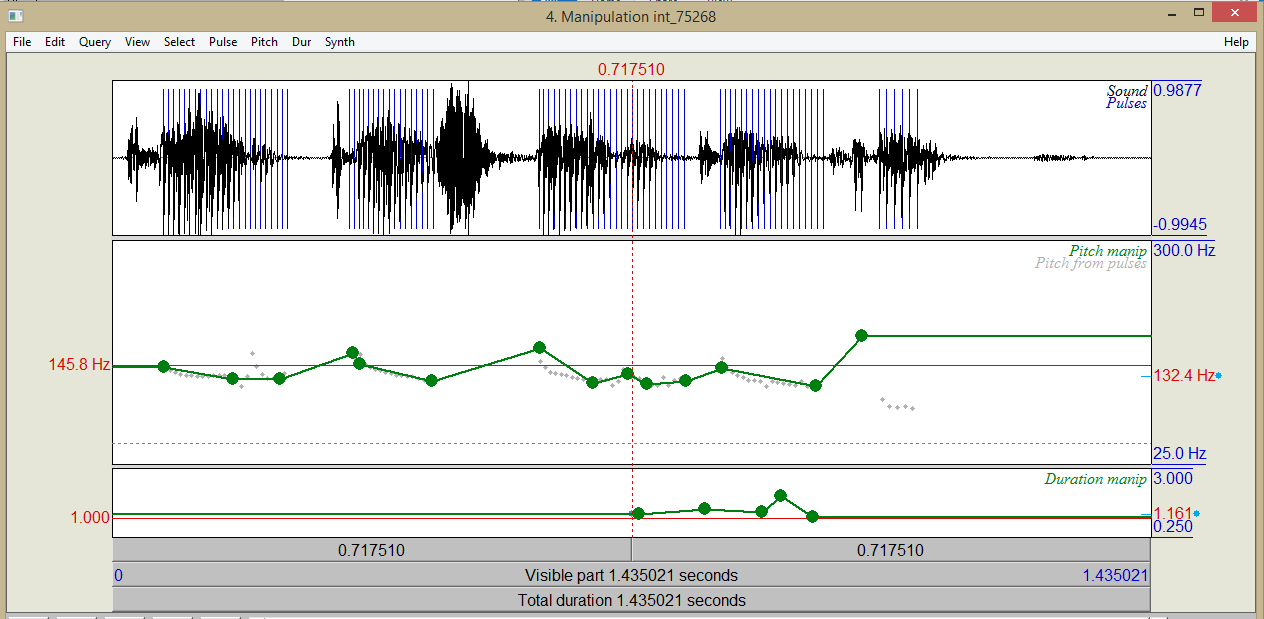 4. Manipulation int_75268
File Edit Query View Select Pulse Pitch Dur Synth Help
0.717510
Sound 0.9877
Pulses
-0.9945
Pitch manip 300.0 Hz
Pitch from pulses
145.8 Hz
132.4 Hz
25.0 Hz
Duration manip 3.000
1.000 1.161
0.250
0.717510 0.717510
0 Visible part 1.435021 seconds 1.435021
Total duration 1.435021 seconds